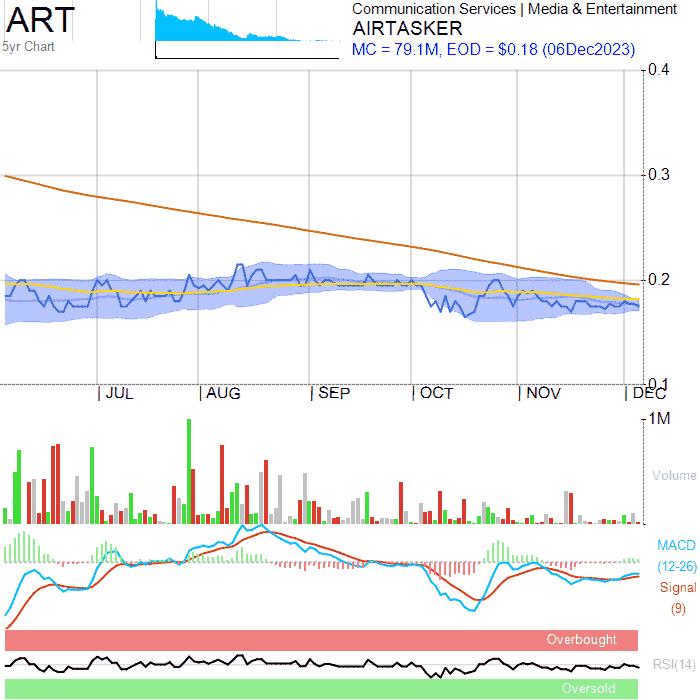 ART
5yr Chart
Communication Services | Media & Entertainment
AIRTASKER
MC = 79.1M, EOD = $0.18 (06Dec2023)
0.4
0.3
0.2
0.1
JUL AUG SEP OCT NOV DEC
1M
Volume
MACD
(12-26)
Signal
(9)
Overbought
RSI(14)
Oversold